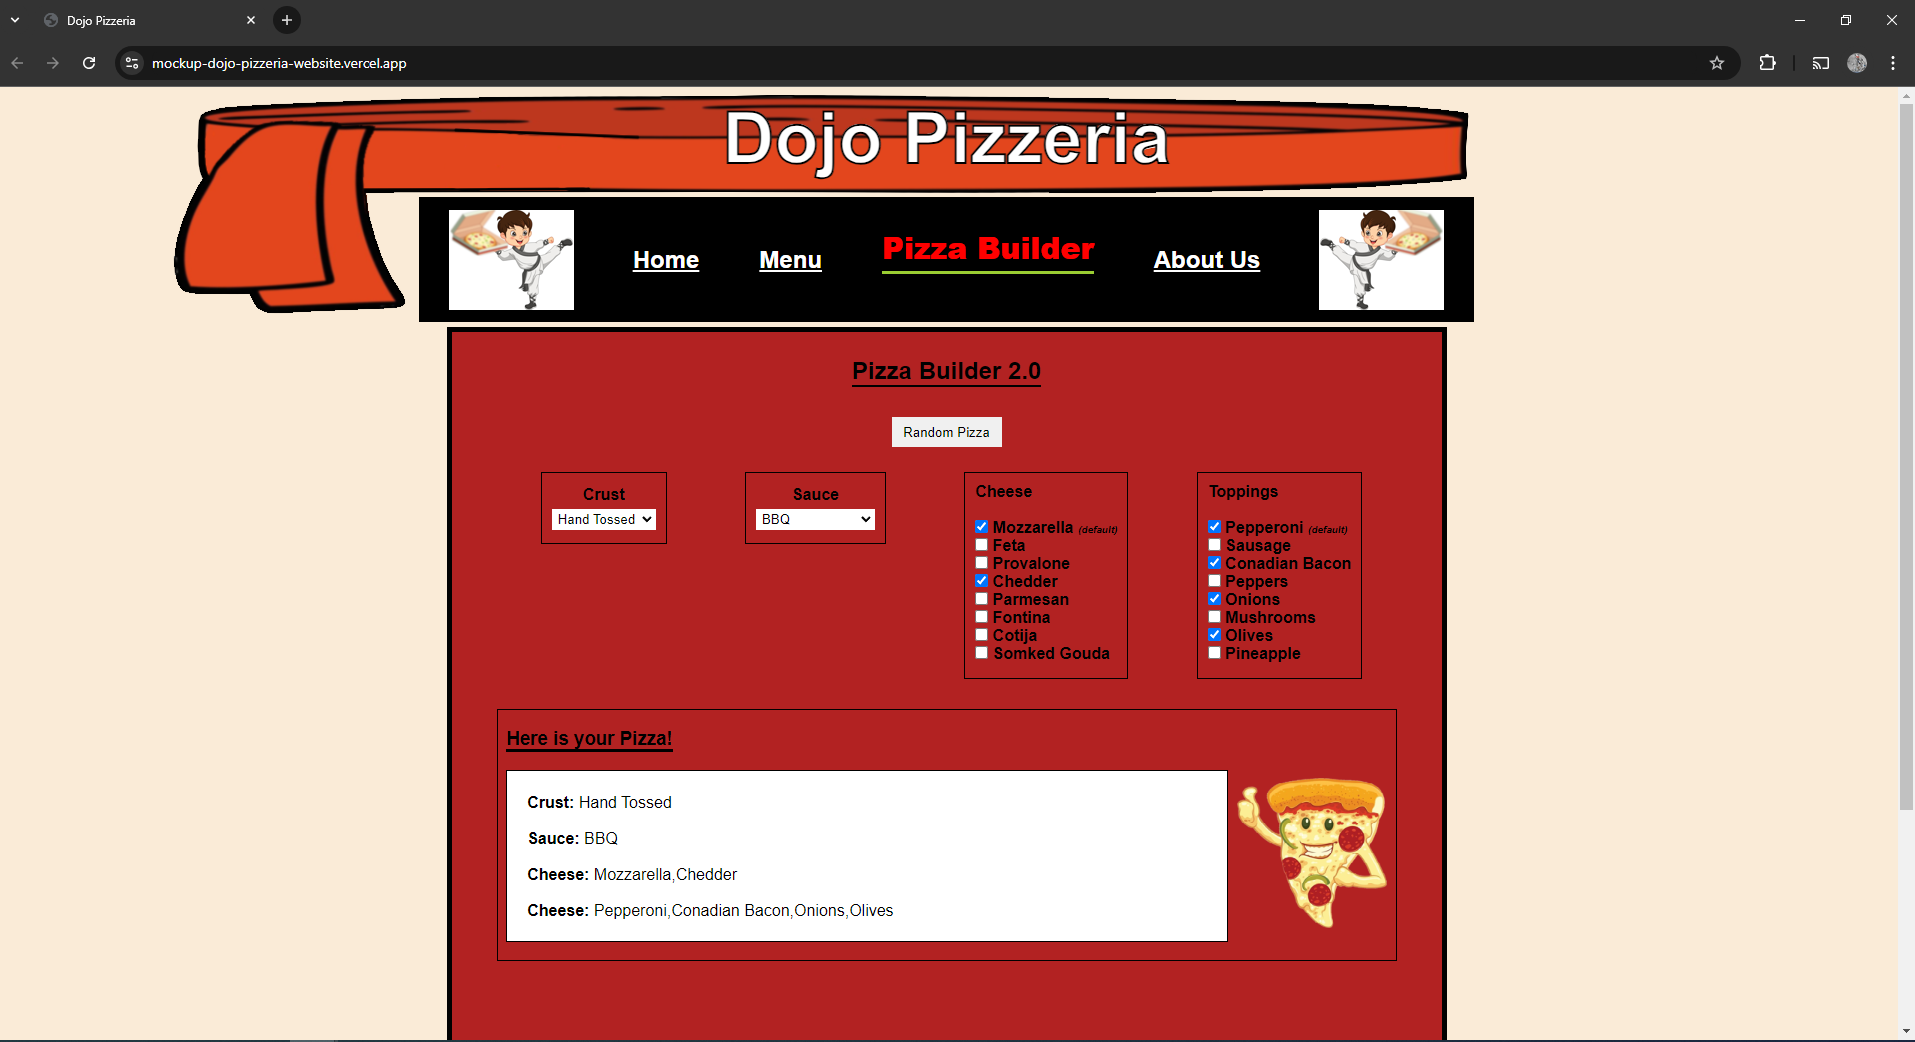 Dojo Pizzeria
mockup-dojo-pizzeria-website.vercel.app
Dojo Pizzeria
Home Menu Pizza Builder About Us
Pizza Builder 2.0
Random Pizza
Crust
Hand Tossed
Sauce
BBQ
Cheese
Mozzarella (default)
Feta
Provalone
Chedder
Parmesan
Fontina
Cotija
Somked Gouda
Toppings
Pepperoni (default)
Sausage
Conadian Bacon
Peppers
Onions
Mushrooms
Olives
Pineapple
Here is your Pizza!
Crust: Hand Tossed
Sauce: BBQ
Cheese: Mozzarella,Chedder
Cheese: Pepperoni,Conadian Bacon,Onions,Olives